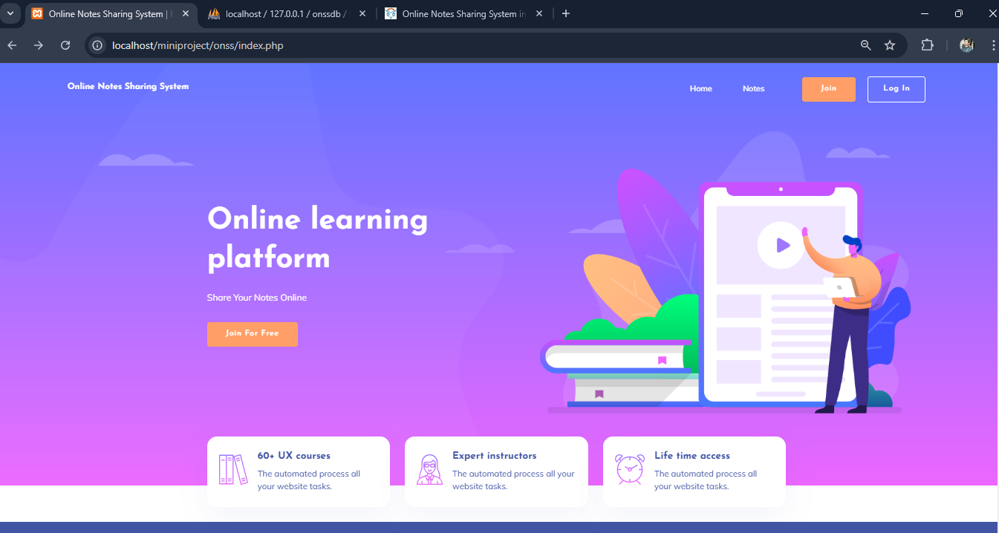 Online Notes Sharing System |
localhost / 127.0.0.1 / onssdb /
Online Notes Sharing System in
localhost/miniproject/onss/index.php
Online Notes Sharing System
Home
Notes
Join
Log In
Online learning
platform
Share Your Notes Online
Join For Free
60+ UX courses
The automated process all
your website tasks.
Expert instructors
The automated process all your
website tasks.
Life time access
The automated process all
your website tasks.